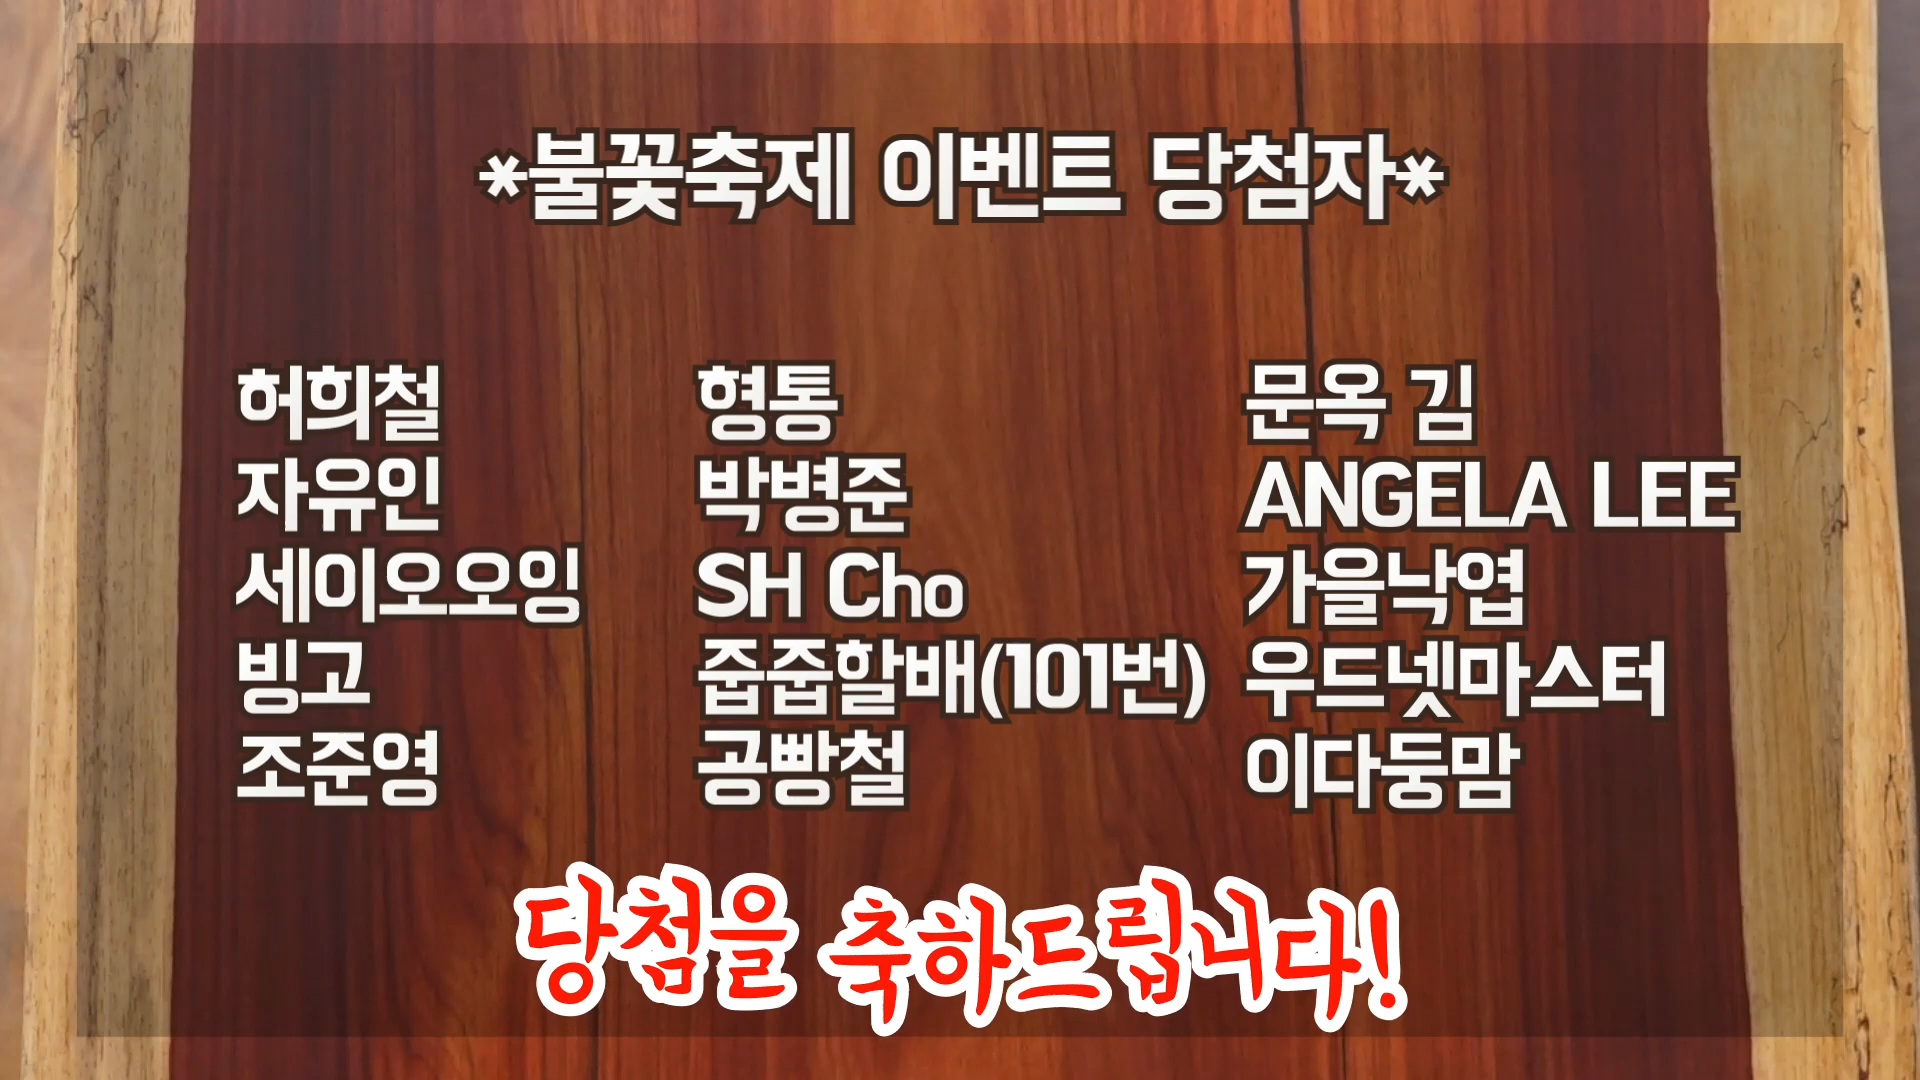 *불꽃축제 이벤트 당첨자*
허희철
자유인
세이오오잉
빙고
조준영
형통
박병준
SH Cho
줍줍할배(101번)
공빵철
문옥 김
ANGELA LEE
가을낙엽
우드넷마스터
이다둥맘
당첨을 축하드립니다!